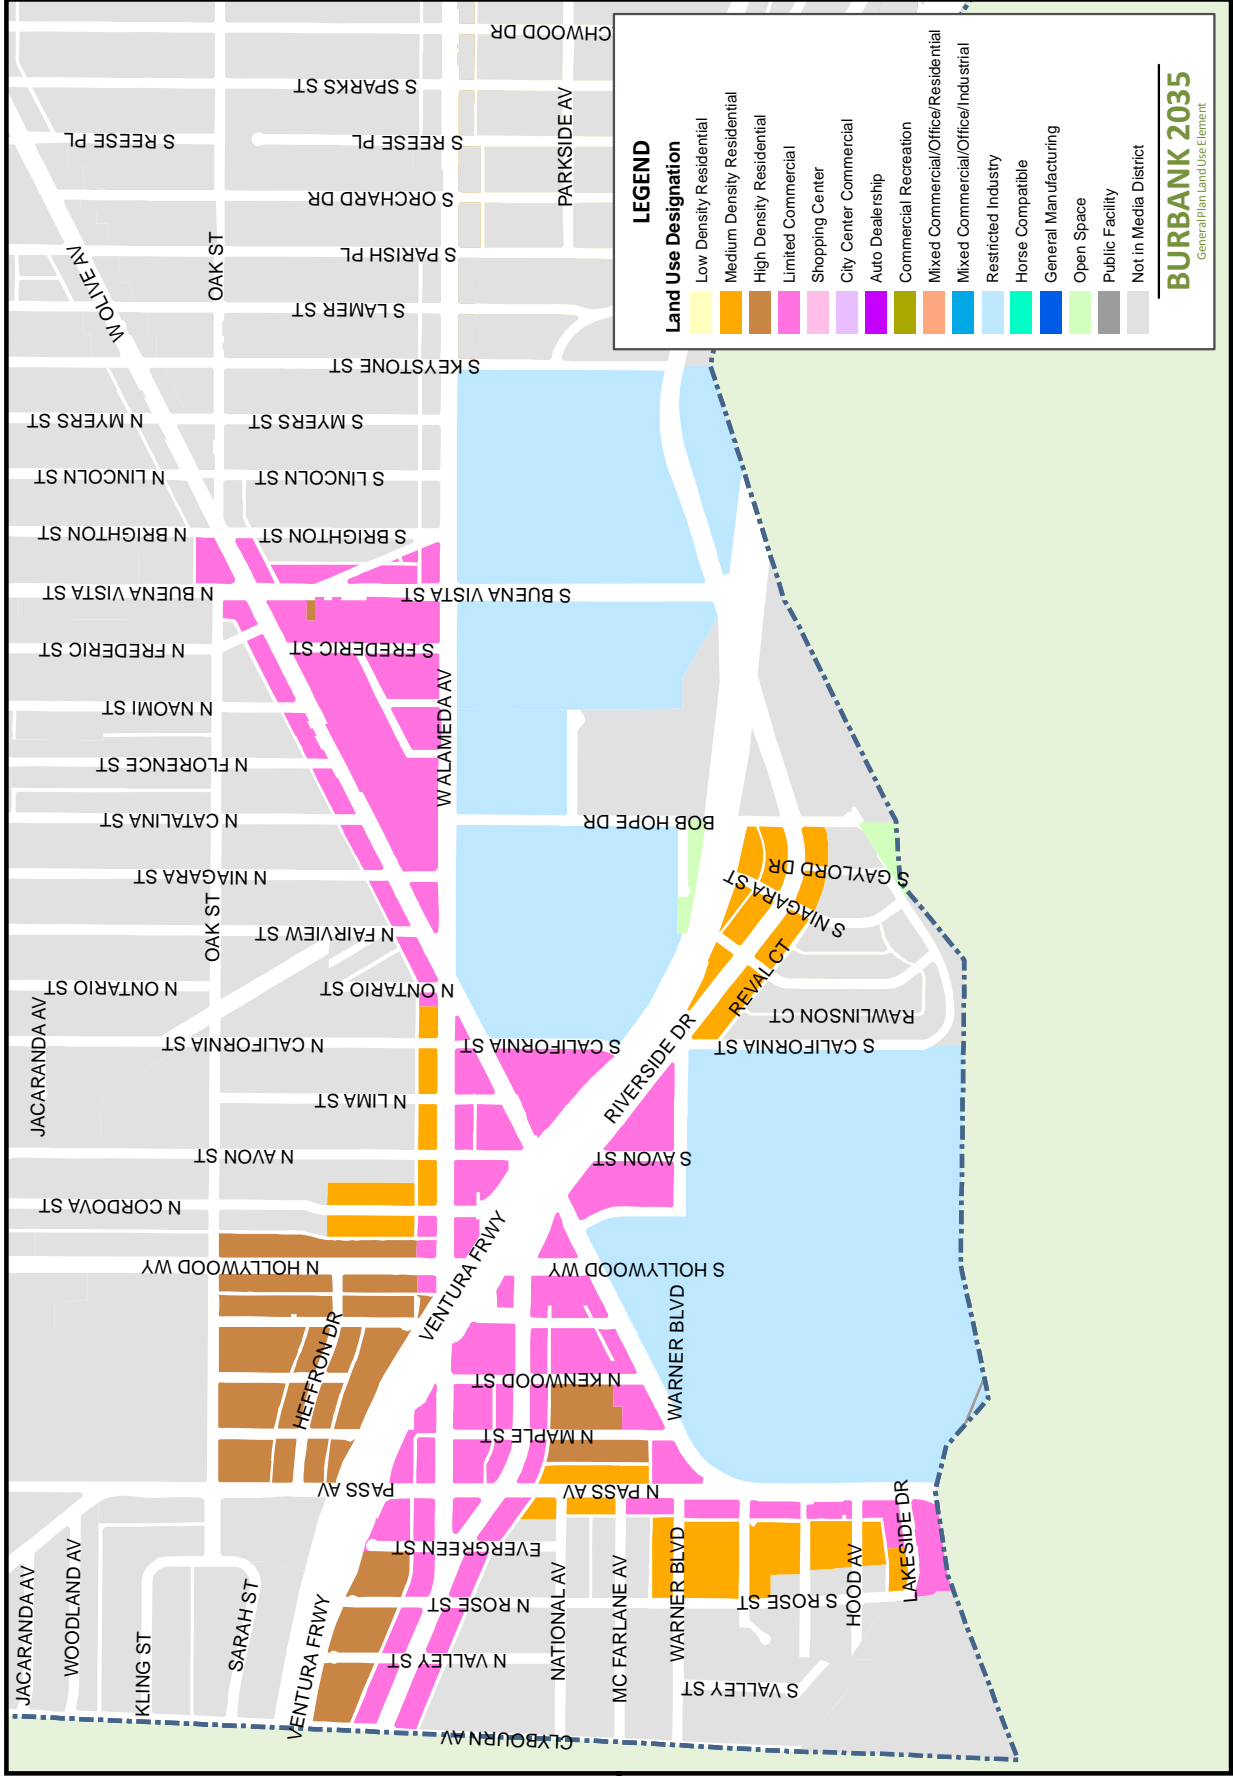 LEGEND
Land Use Designation
Low Density Residential
Medium Density Residential
High Density Residential
Limited Commercial
Shopping Center
City Center Commercial
Auto Dealership
Commercial Recreation
Mixed Commercial/Office/Residential
Mixed Commercial/Office/Industrial
Restricted Industry
Horse Compatible
General Manufacturing
Open Space
Public Facility
Not in Media District
BURBANK 2035
General Plan Land Use Element
CHWOOD DR
S SPARKS ST
S REESE PL
S REESE PL
PARKSIDE AV
S ORCHARD DR
S PARISH PL
OAK ST
W OLIVE AV
S LAMER ST
S KEYSTONE ST
N MYERS ST
S MYERS ST
N LINCOLN ST
S LINCOLN ST
N BRIGHTON ST
S BRIGHTON ST
N BUENA VISTA ST
S BUENA VISTA ST
N FREDERIC ST
S FREDERIC ST
N NAOMI ST
W ALAMEDA AV
N FLORENCE ST
N CATALINA ST
BOB HOPE DR
N NIAGARA ST
S GAYLORD DR
S NIAGARA ST
OAK ST
N FAIRVIEW ST
N ONTARIO ST
N ONTARIO ST
REVAL CT
RAWLINSON CT
JACARANDA AV
N CALIFORNIA ST
S CALIFORNIA ST
S CALIFORNIA ST
RIVERSIDE DR
N LIMA ST
N AVON ST
S AVON ST
N CORDOVA ST
N HOLLYWOOD WY
S HOLLYWOOD WY
VENTURA FRWY
HEFFRON DR
WARNER BLVD
N KENWOOD ST
N MAPLE ST
PASS AV
N PASS AV
LAKESIDE DR
EVERGREEN ST
JACARANDA AV
WOODLAND AV
KLING ST
SARAH ST
VENTURA FRWY
N ROSE ST
N VALLEY ST
NATIONAL AV
MC FARLANE AV
WARNER BLVD
S ROSE ST
HOOD AV
S VALLEY ST
CLYBOURN AV